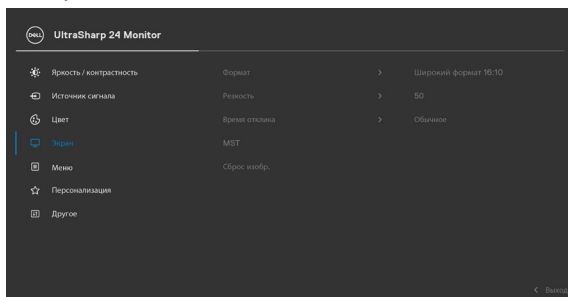 DELL UltraSharp 24 Monitor
Яркость / контрастность
Формат > Широкий формат 16:10
Источник сигнала
Резкость > 50
Цвет
Время отклика > Обычное
Экран
MST
Меню
Сброс изобр.
Персонализация
Другое
< Выход